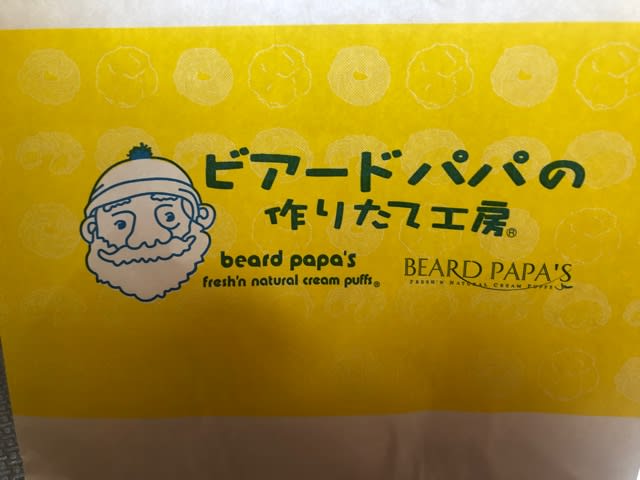 ビアードパパの
作りたて工房®
beard papa's
fresh'n natural cream puffs®
BEARD PAPA'S
FRESH'N NATURAL CREAM PUFFS